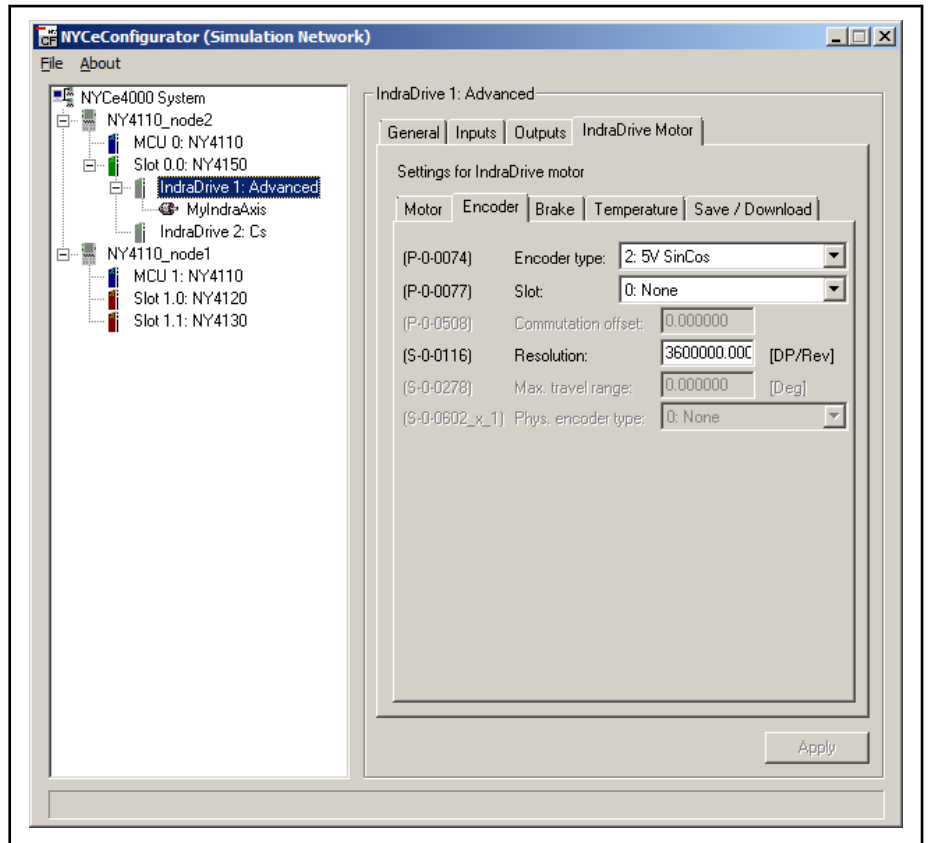 NYCeConfigurator (Simulation Network)
File About
NYCe4000 System
NY4110_node2
MCU 0: NY4110
Slot 0.0: NY4150
IndraDrive 1: Advanced
MyIndraAxis
IndraDrive 2: Cs
NY4110_node1
MCU 1: NY4110
Slot 1.0: NY4120
Slot 1.1: NY4130
IndraDrive 1: Advanced
General Inputs Outputs IndraDrive Motor
Settings for IndraDrive motor
Motor Encoder Brake Temperature Save / Download
(P-0-0074) Encoder type: 2: 5V SinCos
(P-0-0077) Slot: 0: None
(P-0-0508) Commutation offset: 0.000000
(S-0-0116) Resolution: 3600000.000 [DP/Rev]
(S-0-0278) Max. travel range: 0.000000 [Deg]
(S-0-0602_x_1) Phys. encoder type: 0: None
Apply